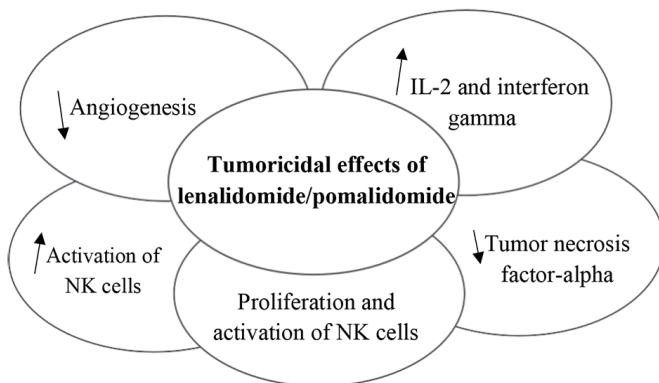 Angiogenesis
IL-2 and interferon
gamma
Tumoricidal effects of
lenalidomide/pomalidomide
Activation of
NK cells
Tumor necrosis
factor-alpha
Proliferation and
activation of NK cells